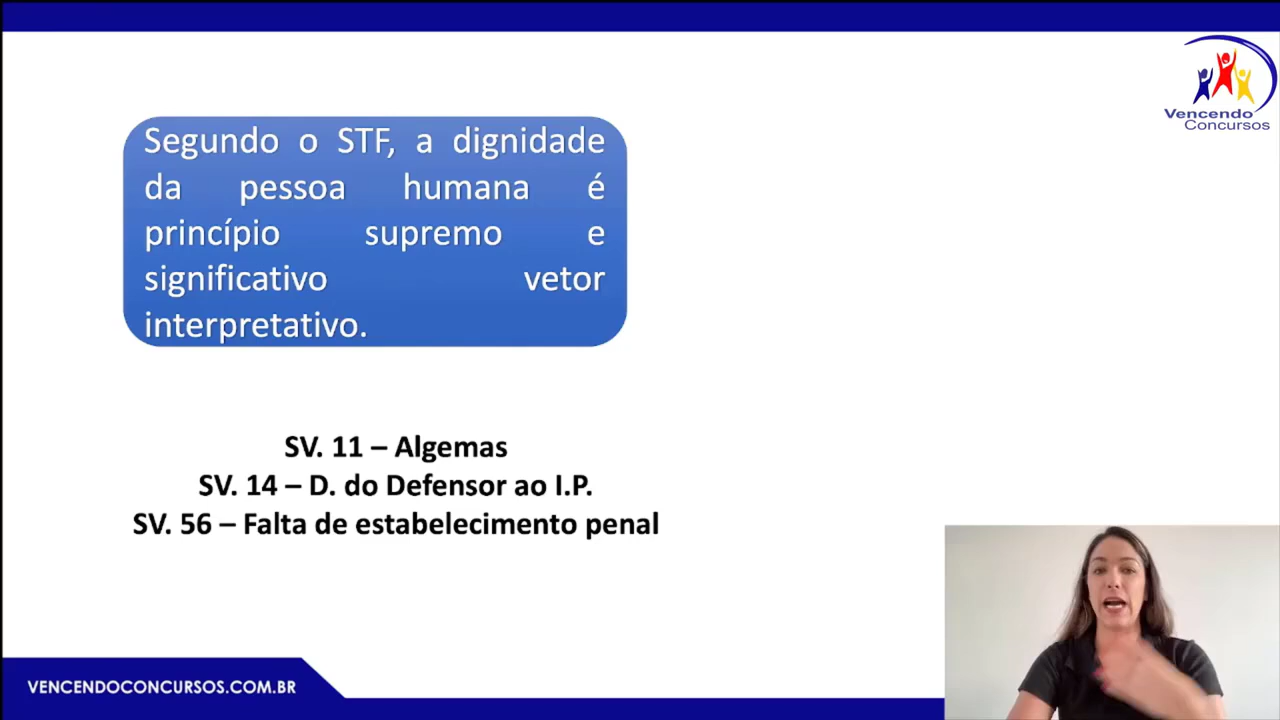 Vencendo
Concursos
Segundo o STF, a dignidade
da pessoa humana é
princípio supremo e
significativo vetor
interpretativo.
SV. 11 – Algemas
SV. 14 – D. do Defensor ao I.P.
SV. 56 – Falta de estabelecimento penal
VENCENDOCONCURSOS.COM.BR